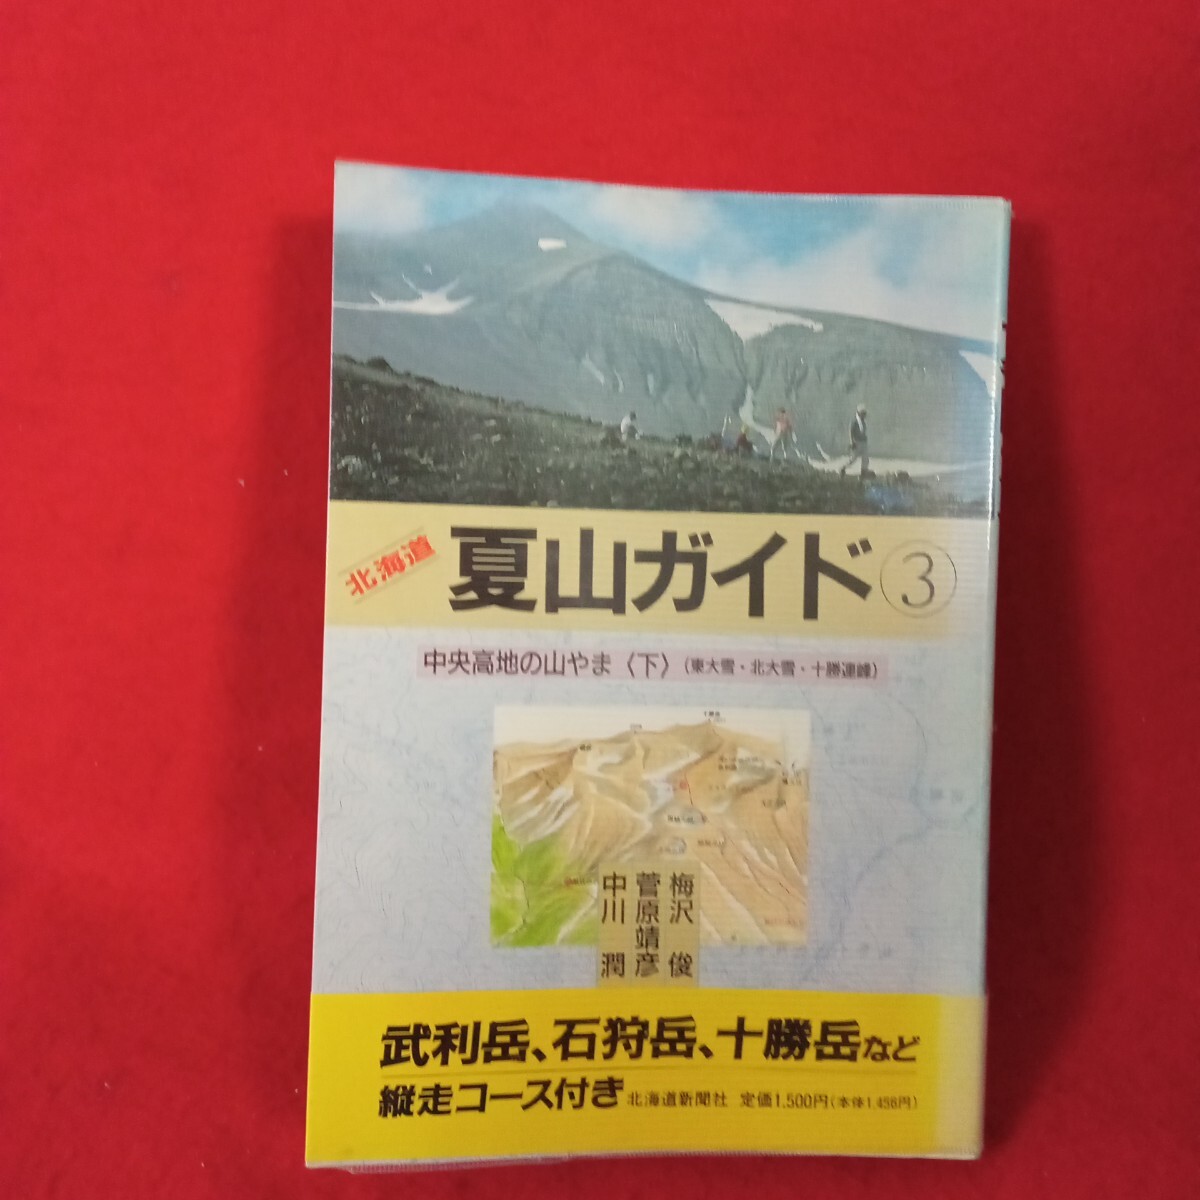 北海道
夏山ガイド③
中央高地の山やま〈下〉(東大雪・北大雪・十勝連峰)
梅沢 俊
菅原靖彦
中川 潤
武利岳、石狩岳、十勝岳など
縦走コース付き 北海道新聞社 定価1,500円(本体1,456円)